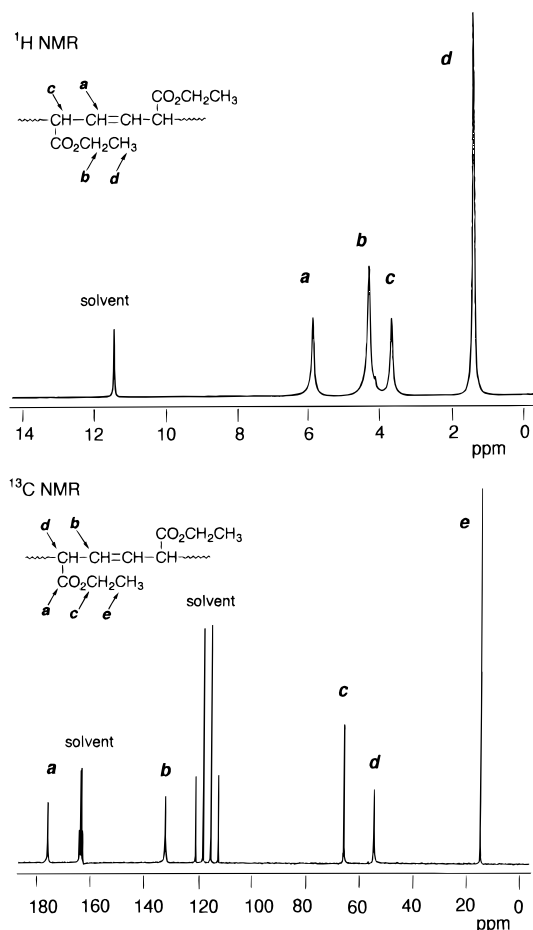 ¹H NMR
d
c a
CO₂CH₂CH₃
CH—CH=CH—CH
CO₂CH₂CH₃
b d
b
a c
solvent
14 12 10 8 6 4 2 0
ppm
¹³C NMR
d b
CO₂CH₂CH₃
e
CH—CH=CH—CH
CO₂CH₂CH₃
a c e
solvent
c
solvent
a b d
180 160 140 120 100 80 60 40 20 0
ppm